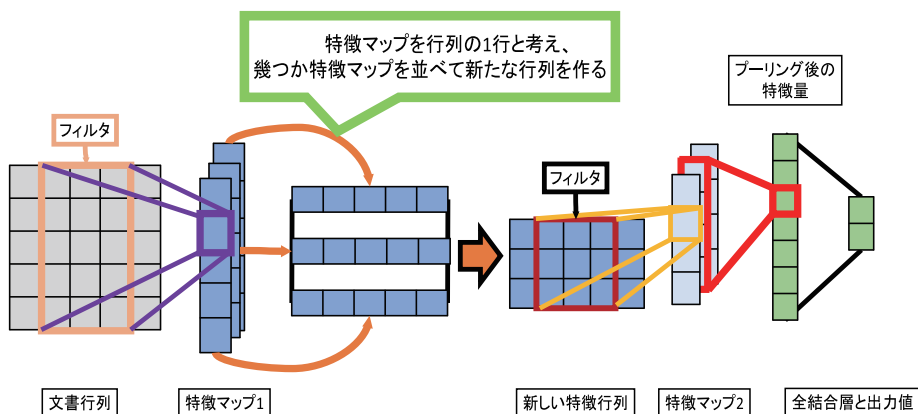 特徴マップを行列の1行と考え、
幾つか特徴マップを並べて新たな行列を作る
プーリング後の
特徴量
フィルタ
フィルタ
文書行列
特徴マップ1
新しい特徴行列
特徴マップ2
全結合層と出力値